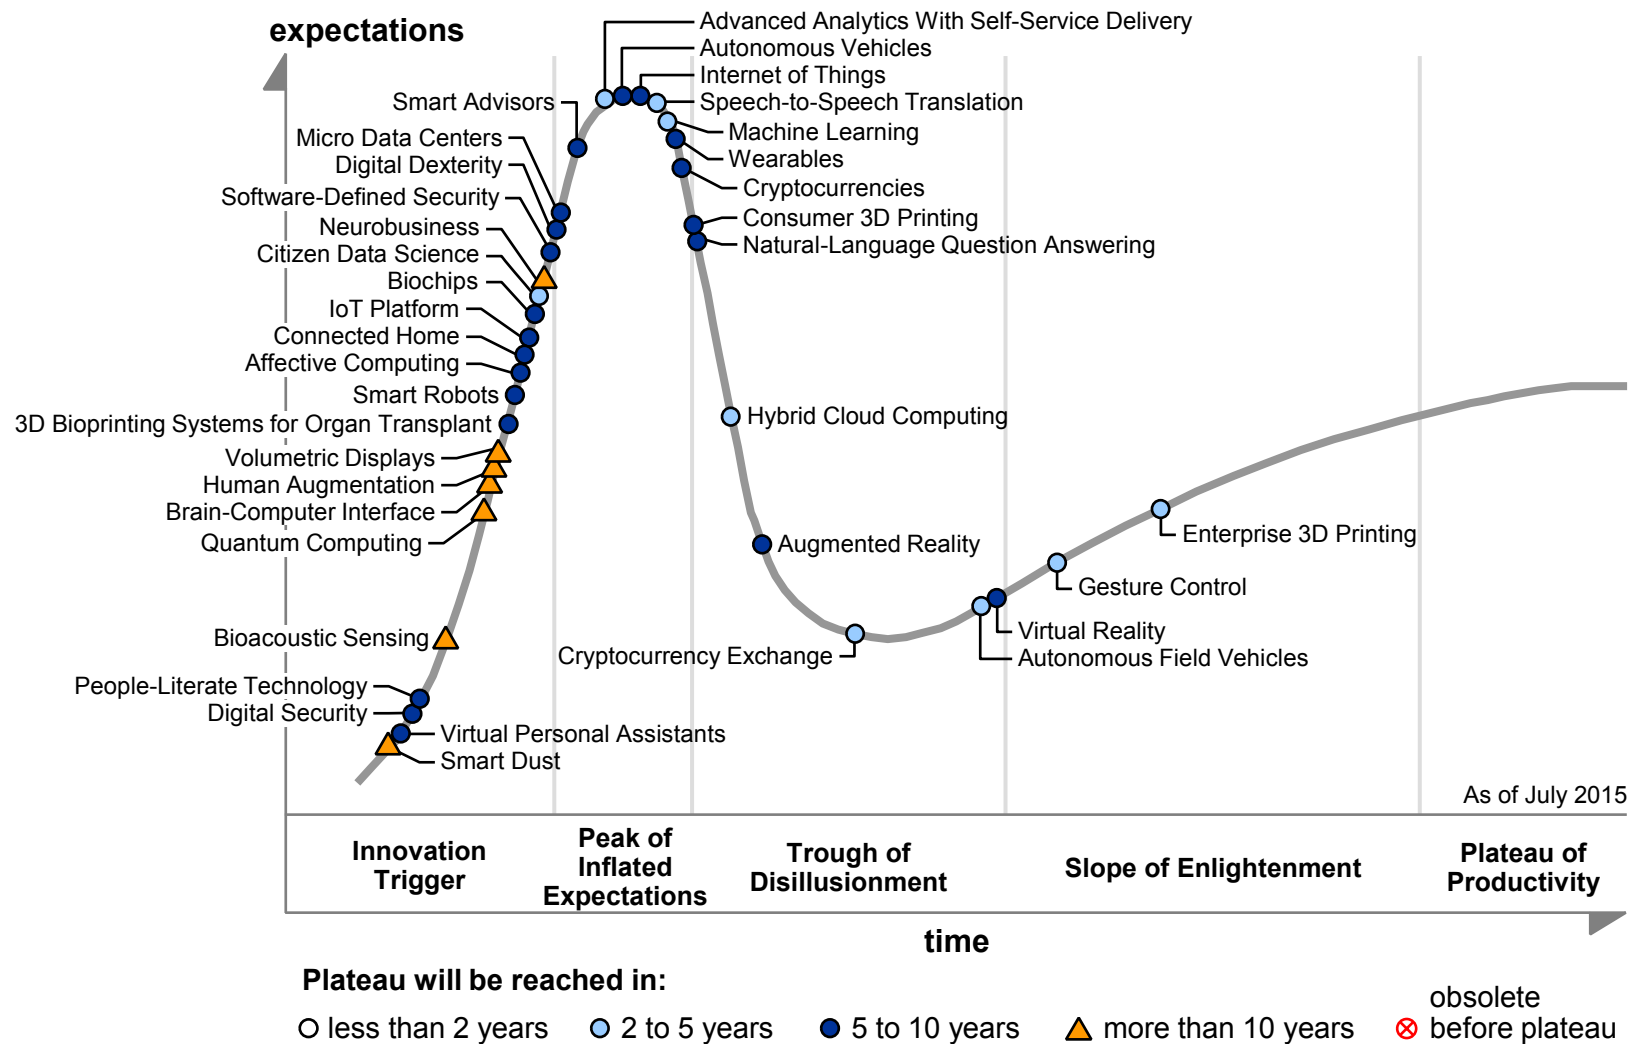 expectations
Advanced Analytics With Self-Service Delivery
Autonomous Vehicles
Internet of Things
Speech-to-Speech Translation
Machine Learning
Wearables
Cryptocurrencies
Consumer 3D Printing
Natural-Language Question Answering
Smart Advisors
Micro Data Centers
Digital Dexterity
Software-Defined Security
Neurobusiness
Citizen Data Science
Biochips
IoT Platform
Connected Home
Affective Computing
Smart Robots
3D Bioprinting Systems for Organ Transplant
Volumetric Displays
Human Augmentation
Brain-Computer Interface
Quantum Computing
Bioacoustic Sensing
People-Literate Technology
Digital Security
Virtual Personal Assistants
Smart Dust
Hybrid Cloud Computing
Augmented Reality
Cryptocurrency Exchange
Enterprise 3D Printing
Gesture Control
Virtual Reality
Autonomous Field Vehicles
As of July 2015
Innovation
Trigger
Peak of
Inflated
Expectations
Trough of
Disillusionment
Slope of Enlightenment
Plateau of
Productivity
time
Plateau will be reached in:
less than 2 years
2 to 5 years
5 to 10 years
more than 10 years
obsolete
before plateau